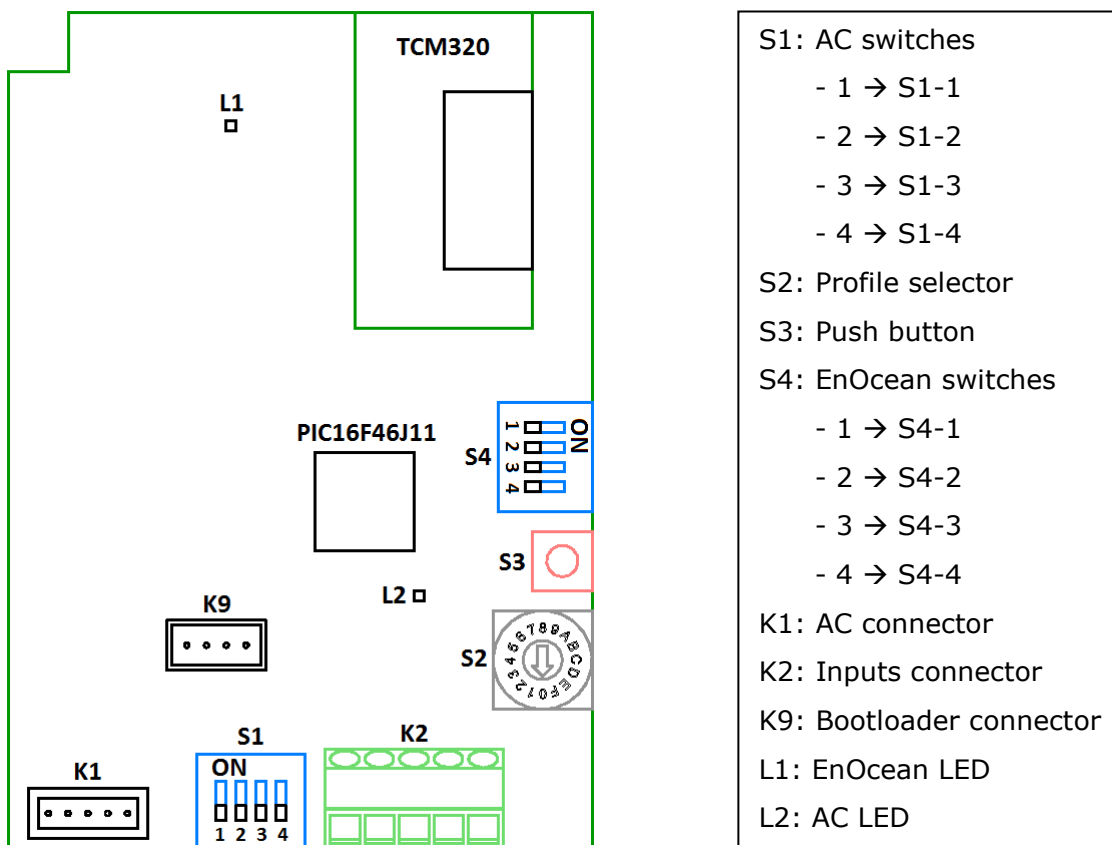 TCM320
L1
PIC16F46J11
S4
1
2
3
4
ON
S3
L2
K9
S2
0123456789ABCDEF
S1
K2
ON
K1
1 2 3 4
S1: AC switches
- 1 → S1-1
- 2 → S1-2
- 3 → S1-3
- 4 → S1-4
S2: Profile selector
S3: Push button
S4: EnOcean switches
- 1 → S4-1
- 2 → S4-2
- 3 → S4-3
- 4 → S4-4
K1: AC connector
K2: Inputs connector
K9: Bootloader connector
L1: EnOcean LED
L2: AC LED